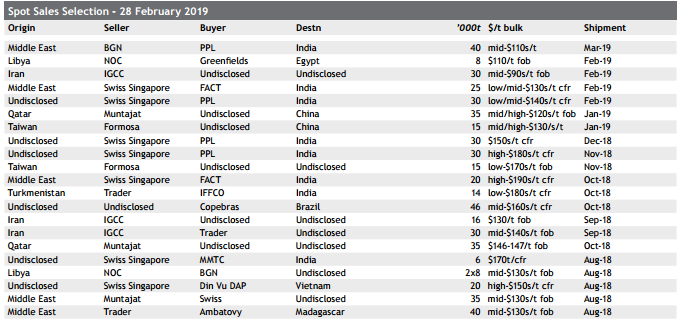 Spot Sales Selection - 28 February 2019
Origin Seller Buyer Destn '000t $/t bulk Shipment
Middle East BGN PPL India 40 mid-$110s/t Mar-19
Libya NOC Greenfields Egypt 8 $110/t fob Feb-19
Iran IGCC Undisclosed Undisclosed 30 mid-$90s/t fob Feb-19
Middle East Swiss Singapore FACT India 25 low/mid-$130s/t cfr Feb-19
Undisclosed Swiss Singapore PPL India 30 low/mid-$140s/t cfr Feb-19
Qatar Muntajat Undisclosed China 35 mid/high-$120s/t fob Jan-19
Taiwan Formosa Undisclosed China 15 mid/high-$130/s/t Jan-19
Undisclosed Swiss Singapore PPL India 30 $150s/t cfr Dec-18
Undisclosed Swiss Singapore PPL India 30 high-$180s/t cfr Nov-18
Taiwan Formosa Undisclosed Undisclosed 15 low-$170s/t fob Nov-18
Middle East Swiss Singapore FACT India 20 high-$190s/t cfr Oct-18
Turkmenistan Trader IFFCO India 14 low-$180s/t cfr Oct-18
Undisclosed Undisclosed Copebras Brazil 46 mid-$160s/t cfr Oct-18
Iran IGCC Undisclosed Undisclosed 16 $130/t fob Sep-18
Iran IGCC Trader Undisclosed 30 mid-$140s/t fob Sep-18
Qatar Muntajat Undisclosed Undisclosed 35 $146-147/t fob Oct-18
Undisclosed Swiss Singapore MMTC India 6 $170t/cfr Aug-18
Libya NOC BGN Undisclosed 2x8 mid-$130s/t fob Aug-18
Undisclosed Swiss Singapore Din Vu DAP Vietnam 20 high-$150s/t cfr Aug-18
Middle East Muntajat Swiss Undisclosed 35 mid-$130s/t fob Aug-18
Middle East Trader Ambatovy Madagascar 40 mid-$130s/t fob Aug-18